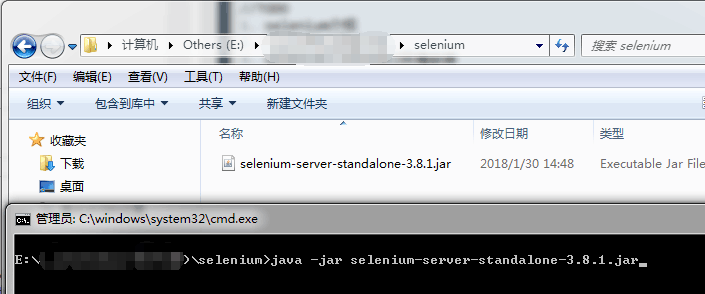 计算机 Others (E:) selenium 搜索 selenium
文件(F) 编辑(E) 查看(V) 工具(T) 帮助(H)
组织 包含到库中 共享 新建文件夹
收藏夹
下载
桌面
名称 修改日期 类型
selenium-server-standalone-3.8.1.jar 2018/1/30 14:48 Executable Jar File
管理员: C:\windows\system32\cmd.exe
E:\ )\selenium>java -jar selenium-server-standalone-3.8.1.jar